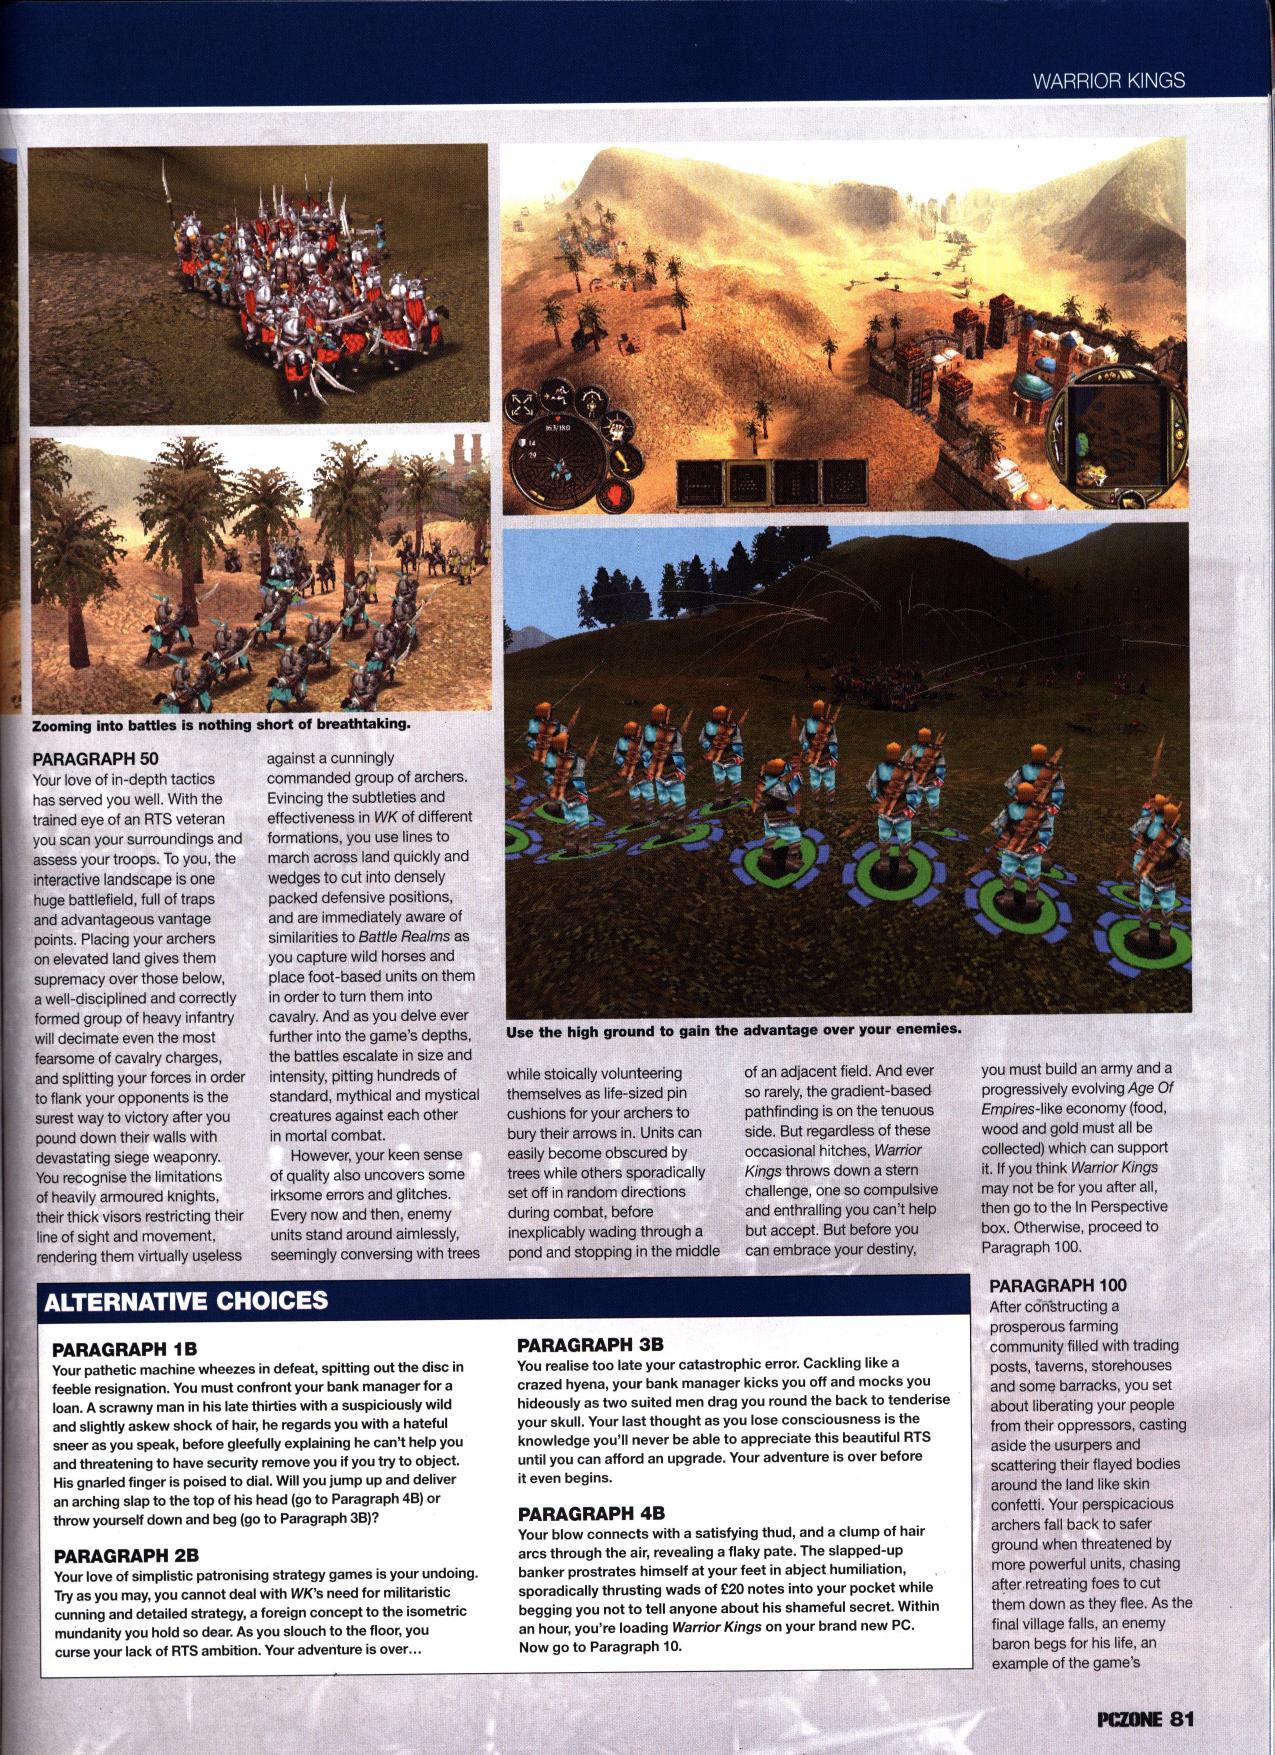 WARRIOR KINGS
163/180
14
29
Zooming into battles is nothing short of breathtaking.
PARAGRAPH 50
Your love of in-depth tactics
has served you well. With the
trained eye of an RTS veteran
you scan your surroundings and
assess your troops. To you, the
interactive landscape is one
huge battlefield, full of traps
and advantageous vantage
points. Placing your archers
on elevated land gives them
supremacy over those below,
a well-disciplined and correctly
formed group of heavy infantry
will decimate even the most
fearsome of cavalry charges,
and splitting your forces in order
to flank your opponents is the
surest way to victory after you
pound down their walls with
devastating siege weaponry.
You recognise the limitations
of heavily armoured knights,
their thick visors restricting their
line of sight and movement,
rendering them virtually useless
against a cunningly
commanded group of archers.
Evincing the subtleties and
effectiveness in WK of different
formations, you use lines to
march across land quickly and
wedges to cut into densely
packed defensive positions,
and are immediately aware of
similarities to Battle Realms as
you capture wild horses and
place foot-based units on them
in order to turn them into
cavalry. And as you delve ever
further into the game's depths,
the battles escalate in size and
intensity, pitting hundreds of
standard, mythical and mystical
creatures against each other
in mortal combat.
However, your keen sense
of quality also uncovers some
irksome errors and glitches.
Every now and then, enemy
units stand around aimlessly,
seemingly conversing with trees
Use the high ground to gain the advantage over your enemies.
while stoically volunteering
themselves as life-sized pin
cushions for your archers to
bury their arrows in. Units can
easily become obscured by
trees while others sporadically
set off in random directions
during combat, before
inexplicably wading through a
pond and stopping in the middle
of an adjacent field. And ever
so rarely, the gradient-based
pathfinding is on the tenuous
side. But regardless of these
occasional hitches, Warrior
Kings throws down a stern
challenge, one so compulsive
and enthralling you can't help
but accept. But before you
can embrace your destiny,
you must build an army and a
progressively evolving Age Of
Empires-like economy (food,
wood and gold must all be
collected) which can support
it. If you think Warrior Kings
may not be for you after all,
then go to the In Perspective
box. Otherwise, proceed to
Paragraph 100.
PARAGRAPH 100
After constructing a
prosperous farming
community filled with trading
posts, taverns, storehouses
and some barracks, you set
about liberating your people
from their oppressors, casting
aside the usurpers and
scattering their flayed bodies
around the land like skin
confetti. Your perspicacious
archers fall back to safer
ground when threatened by
more powerful units, chasing
after retreating foes to cut
them down as they flee. As the
final village falls, an enemy
baron begs for his life, an
example of the game's
ALTERNATIVE CHOICES
PARAGRAPH 1B
Your pathetic machine wheezes in defeat, spitting out the disc in
feeble resignation. You must confront your bank manager for a
loan. A scrawny man in his late thirties with a suspiciously wild
and slightly askew shock of hair, he regards you with a hateful
sneer as you speak, before gleefully explaining he can't help you
and threatening to have security remove you if you try to object.
His gnarled finger is poised to dial. Will you jump up and deliver
an arching slap to the top of his head (go to Paragraph 4B) or
throw yourself down and beg (go to Paragraph 3B)?
PARAGRAPH 2B
Your love of simplistic patronising strategy games is your undoing.
Try as you may, you cannot deal with WK's need for militaristic
cunning and detailed strategy, a foreign concept to the isometric
mundanity you hold so dear. As you slouch to the floor, you
curse your lack of RTS ambition. Your adventure is over...
PARAGRAPH 3B
You realise too late your catastrophic error. Cackling like a
crazed hyena, your bank manager kicks you off and mocks you
hideously as two suited men drag you round the back to tenderise
your skull. Your last thought as you lose consciousness is the
knowledge you'll never be able to appreciate this beautiful RTS
until you can afford an upgrade. Your adventure is over before
it even begins.
PARAGRAPH 4B
Your blow connects with a satisfying thud, and a clump of hair
arcs through the air, revealing a flaky pate. The slapped-up
banker prostrates himself at your feet in abject humiliation,
sporadically thrusting wads of £20 notes into your pocket while
begging you not to tell anyone about his shameful secret. Within
an hour, you're loading Warrior Kings on your brand new PC.
Now go to Paragraph 10.
PCZONE 81